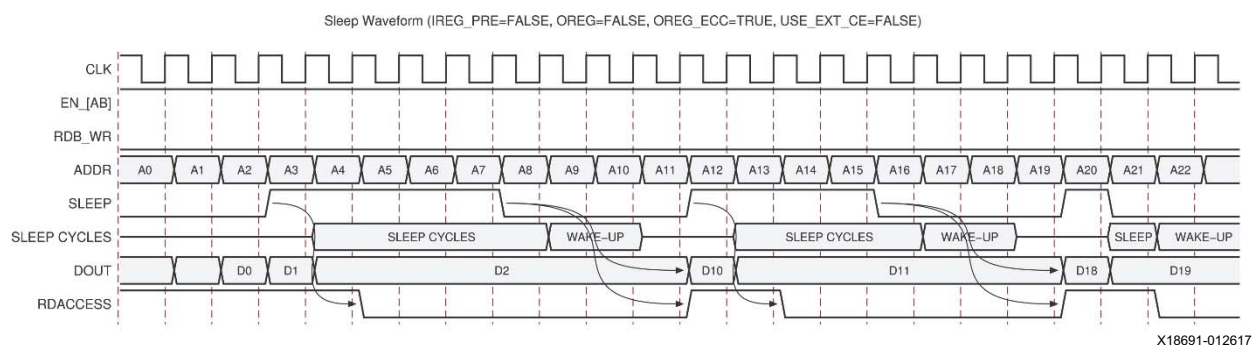 Sleep Waveform (IREG_PRE=FALSE, OREG=FALSE, OREG_ECC=TRUE, USE_EXT_CE=FALSE)
CLK
EN_[AB]
RDB_WR
ADDR A0 A1 A2 A3 A4 A5 A6 A7 A8 A9 A10 A11 A12 A13 A14 A15 A16 A17 A18 A19 A20 A21 A22
SLEEP
SLEEP CYCLES SLEEP CYCLES WAKE-UP SLEEP CYCLES WAKE-UP SLEEP WAKE-UP
DOUT D0 D1 D2 D10 D11 D18 D19
RDACCESS
X18691-012617